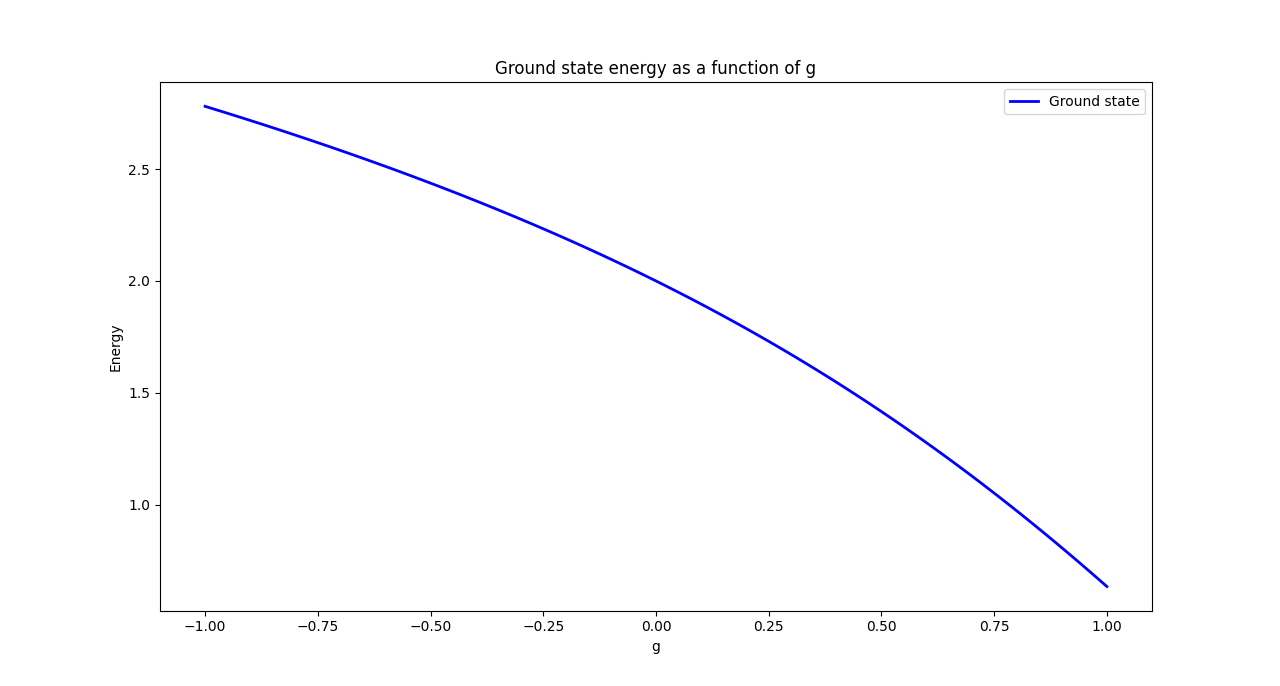 Ground state energy as a function of g
Ground state
Energy
2.5
2.0
1.5
1.0
−1.00 −0.75 −0.50 −0.25 0.00 0.25 0.50 0.75 1.00
g